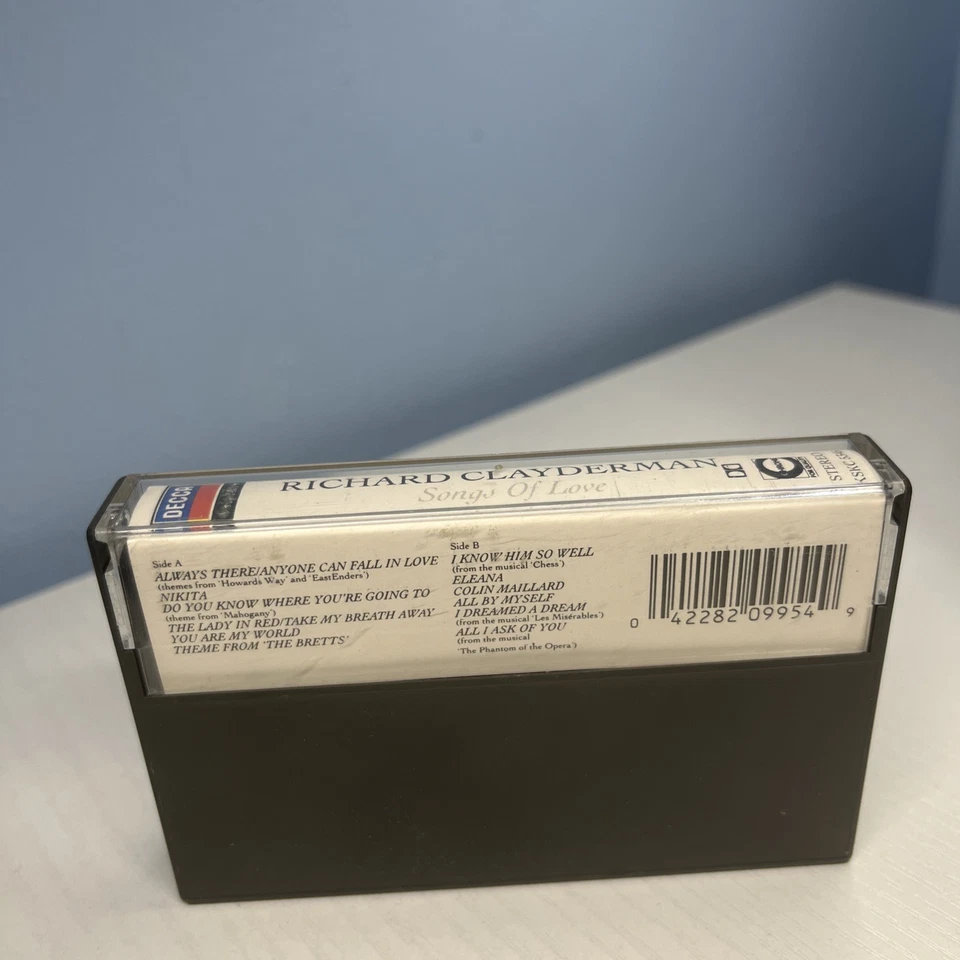 DECCA
RICHARD CLAYDERMAN
Songs Of Love
STEREO
Side A
ALWAYS THERE/ANYONE CAN FALL IN LOVE
(themes from 'Howards Way' and 'EastEnders')
NIKITA
DO YOU KNOW WHERE YOU'RE GOING TO
(theme from 'Mahogany')
THE LADY IN RED/TAKE MY BREATH AWAY
YOU ARE MY WORLD
THEME FROM 'THE BRETTS'
Side B
I KNOW HIM SO WELL
(from the musical 'Chess')
ELEANA
COLIN MAILLARD
ALL BY MYSELF
I DREAMED A DREAM
(from the musical 'Les Misérables')
ALL I ASK OF YOU
(from the musical
'The Phantom of the Opera')
0 42282 09954 9